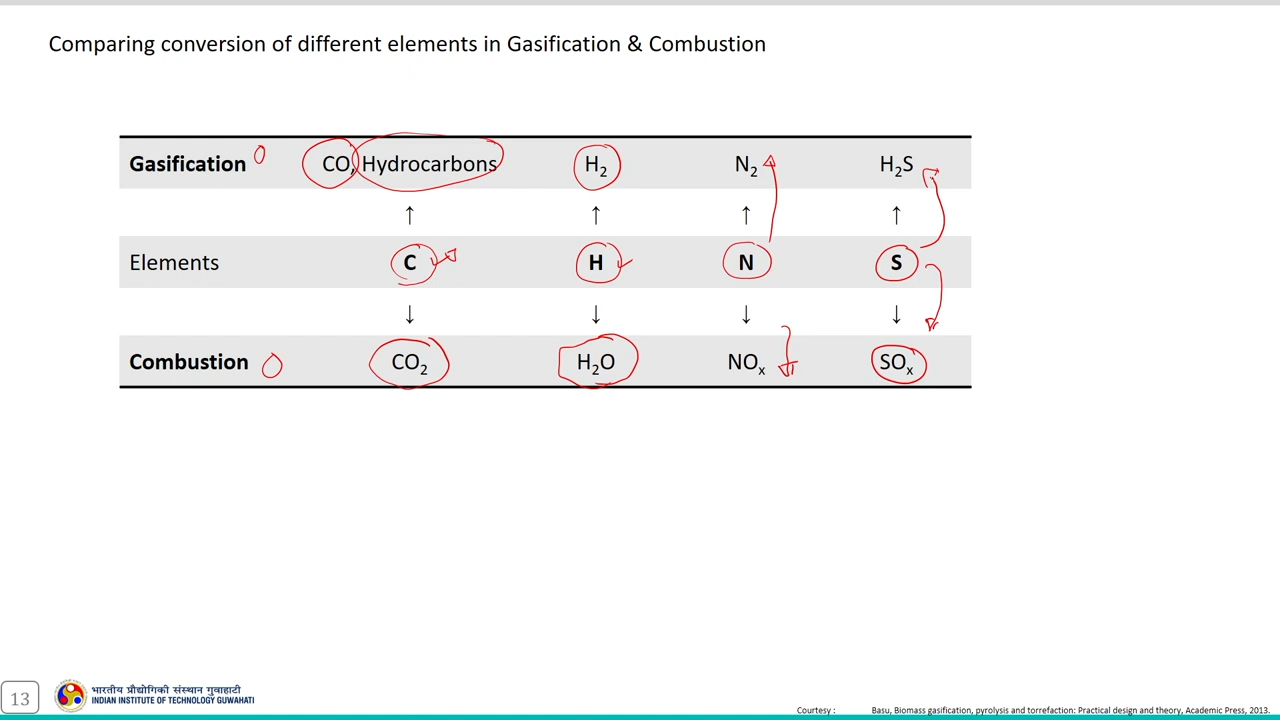 Comparing conversion of different elements in Gasification & Combustion
Gasification CO, Hydrocarbons H₂ N₂ H₂S
↑ ↑ ↑ ↑
Elements C H N S
↓ ↓ ↓ ↓
Combustion CO₂ H₂O NOₓ SOₓ
13
भारतीय प्रौद्योगिकी संस्थान गुवाहाटी
INDIAN INSTITUTE OF TECHNOLOGY GUWAHATI
Courtesy : Basu, Biomass gasification, pyrolysis and torrefaction: Practical design and theory, Academic Press, 2013.